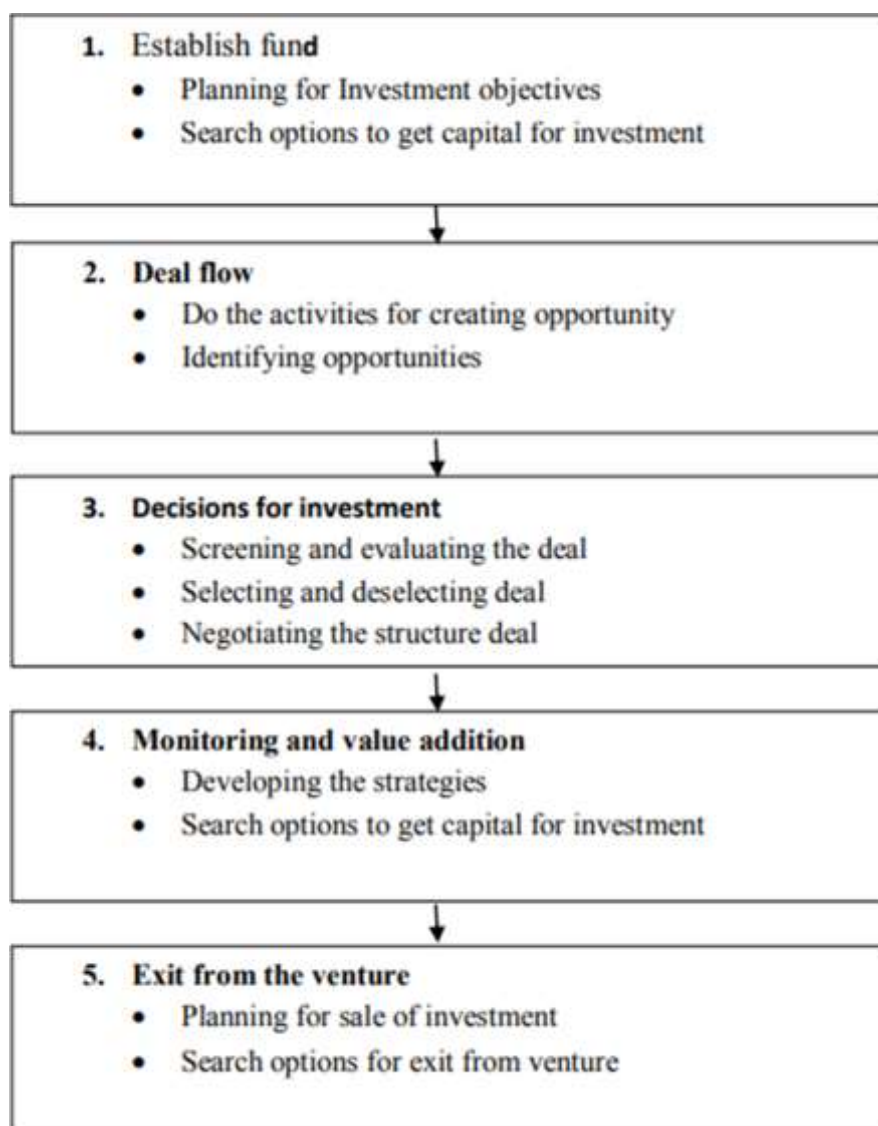 1. Establish fund
• Planning for Investment objectives
• Search options to get capital for investment
2. Deal flow
• Do the activities for creating opportunity
• Identifying opportunities
3. Decisions for investment
• Screening and evaluating the deal
• Selecting and deselecting deal
• Negotiating the structure deal
4. Monitoring and value addition
• Developing the strategies
• Search options to get capital for investment
5. Exit from the venture
• Planning for sale of investment
• Search options for exit from venture